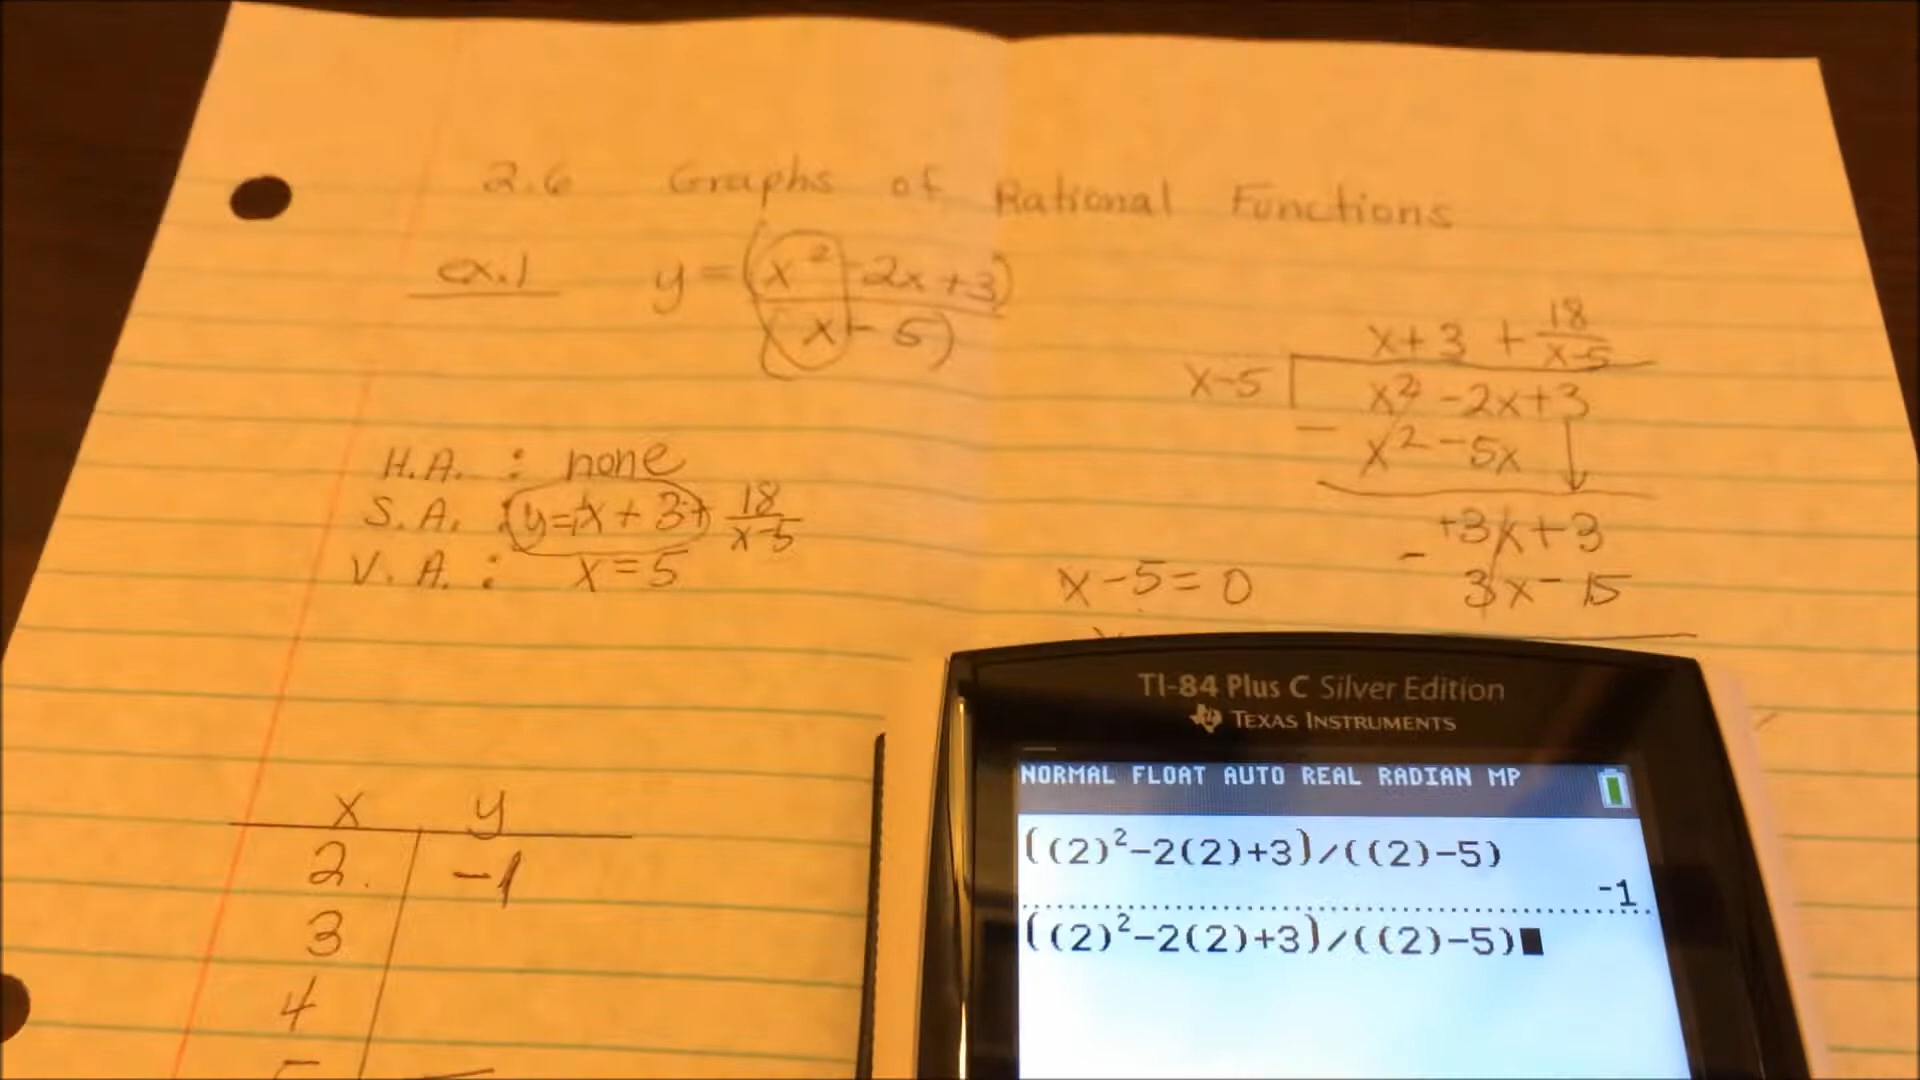 2.6 Graphs of Rational Functions
ex.1 y = (x² - 2x + 3) / (x - 5)
x + 3 + 18/(x-5)
x-5 x² - 2x + 3
- x² - 5x
H.A. : none
+3x + 3
S.A. : y = x + 3 + 18/(x-5)
- 3x - 15
V.A. : x = 5
x - 5 = 0
TI-84 Plus C Silver Edition
TEXAS INSTRUMENTS
NORMAL FLOAT AUTO REAL RADIAN MP
((2)²-2(2)+3)/((2)-5)
-1
((2)²-2(2)+3)/((2)-5)
x y
2. -1
3
4